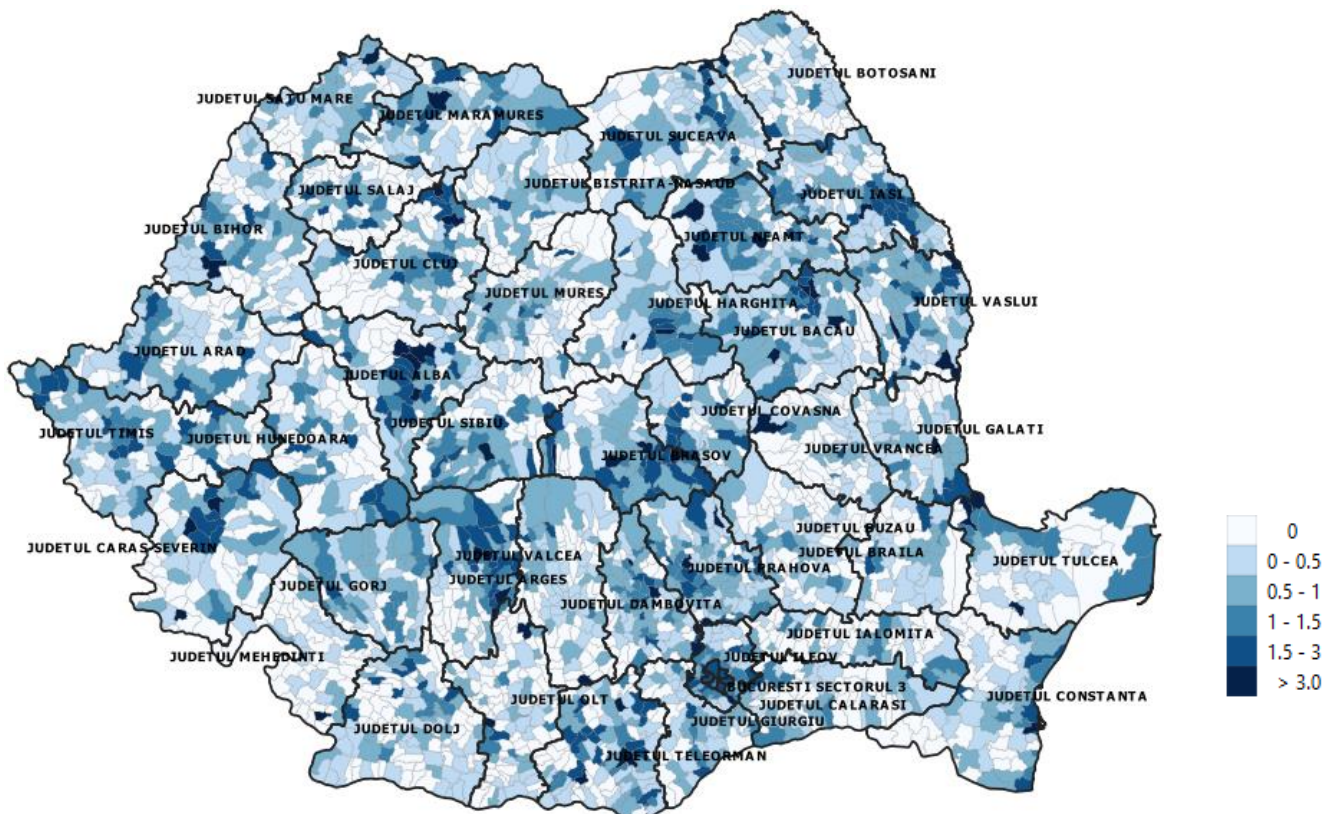 JUDETUL BOTOSANI
JUDETUL SATU MARE
JUDETUL MARAMURES
JUDETUL SUCEAVA
JUDETUL SALAJ
JUDETUL BISTRITA-NASAUD
JUDETUL IASI
JUDETUL BIHOR
JUDETUL NEAMT
JUDETUL CLUJ
JUDETUL MURES
JUDETUL HARGHITA
JUDETUL VASLUI
JUDETUL BACAU
JUDETUL ARAD
JUDETUL ALBA
JUDETUL COVASNA
JUDETUL SIBIU
JUDETUL GALATI
JUDETUL TIMIS
JUDETUL HUNEDOARA
JUDETUL VRANCEA
JUDETUL BRASOV
JUDETUL BUZAU
JUDETUL CARAS-SEVERIN
JUDETUL VALCEA
JUDETUL BRAILA
JUDETUL TULCEA
JUDETUL PRAHOVA
JUDETUL ARGES
JUDETUL GORJ
JUDETUL DAMBOVITA
JUDETUL IALOMITA
JUDETUL MEHEDINTI
JUDETUL ILFOV
BUCURESTI SECTORUL 3
JUDETUL CONSTANTA
JUDETUL OLT
JUDETUL CALARASI
JUDETUL GIURGIU
JUDETUL DOLJ
JUDETUL TELEORMAN
0
0 - 0.5
0.5 - 1
1 - 1.5
1.5 - 3
> 3.0